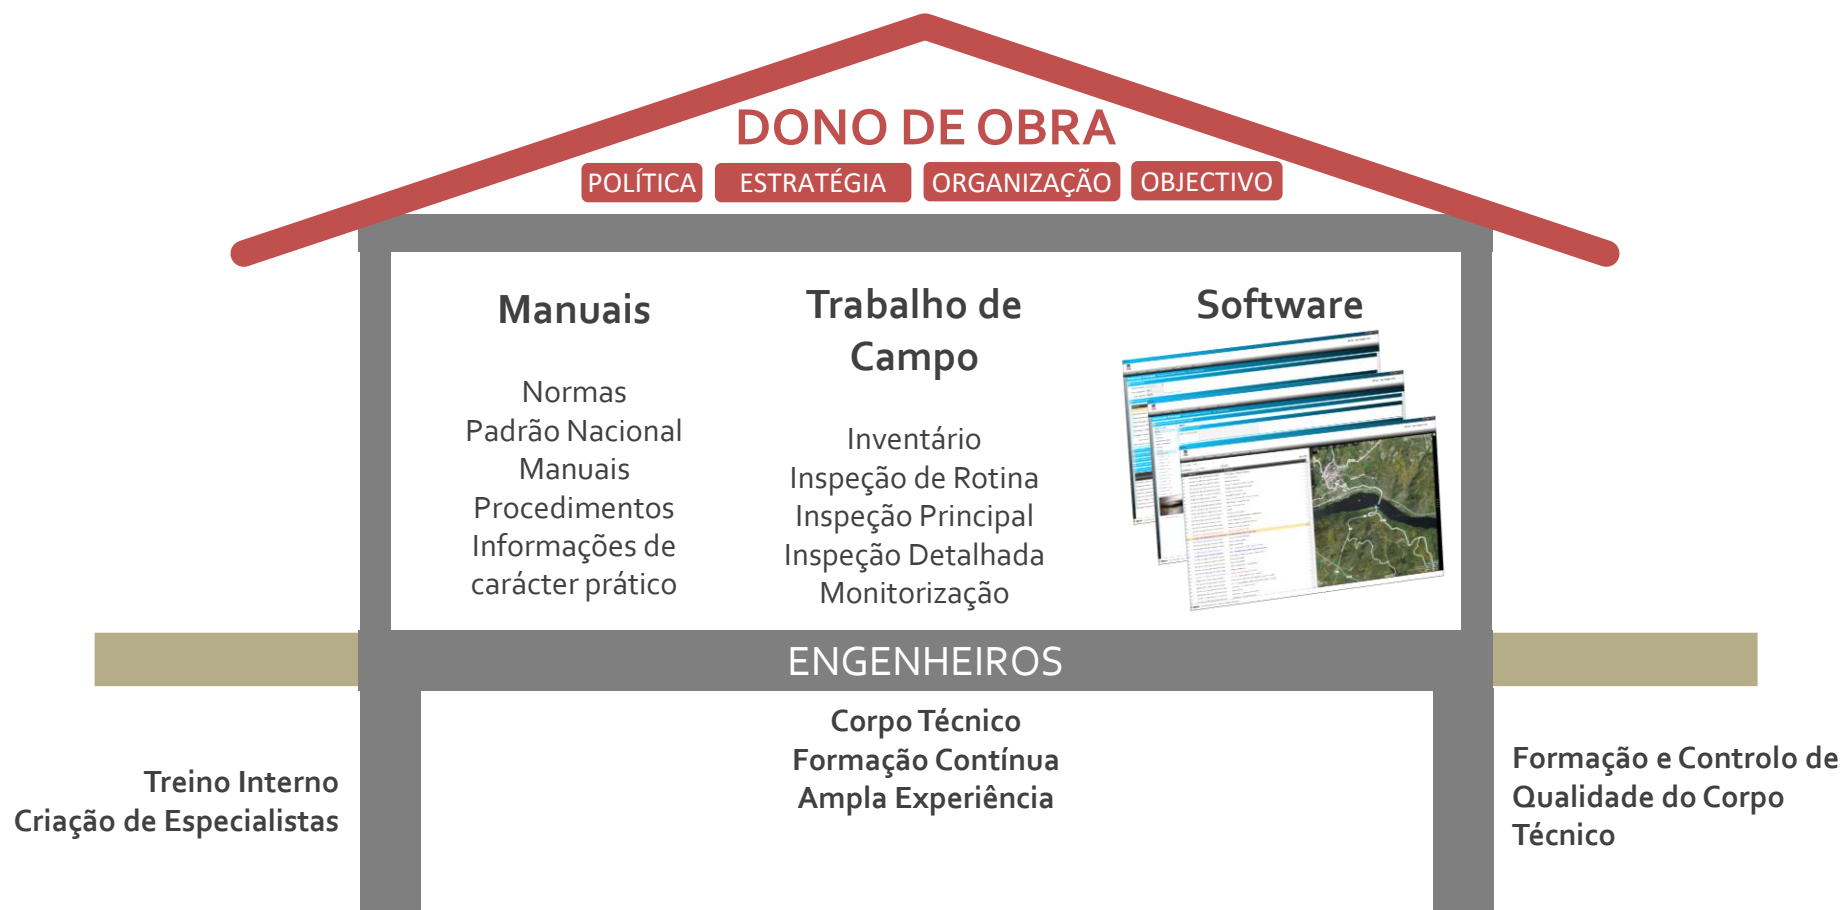 DONO DE OBRA
POLÍTICA ESTRATÉGIA ORGANIZAÇÃO OBJECTIVO
Manuais
Normas
Padrão Nacional
Manuais
Procedimentos
Informações de
carácter prático
Trabalho de
Campo
Inventário
Inspeção de Rotina
Inspeção Principal
Inspeção Detalhada
Monitorização
Software
ENGENHEIROS
Corpo Técnico
Formação Contínua
Ampla Experiência
Treino Interno
Criação de Especialistas
Formação e Controlo de
Qualidade do Corpo
Técnico